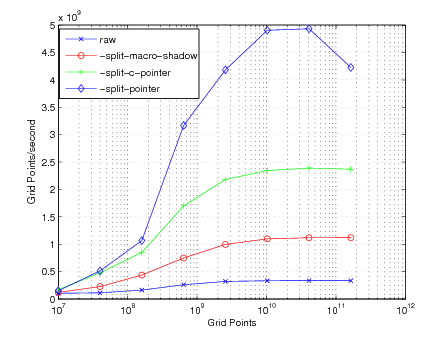 x 10^9
5
4.5
4
3.5
3
2.5
2
1.5
1
0.5
0
raw
-split-macro-shadow
-split-c-pointer
-split-pointer
Grid Points/second
10^7
10^8
10^9
10^10
10^11
10^12
Grid Points